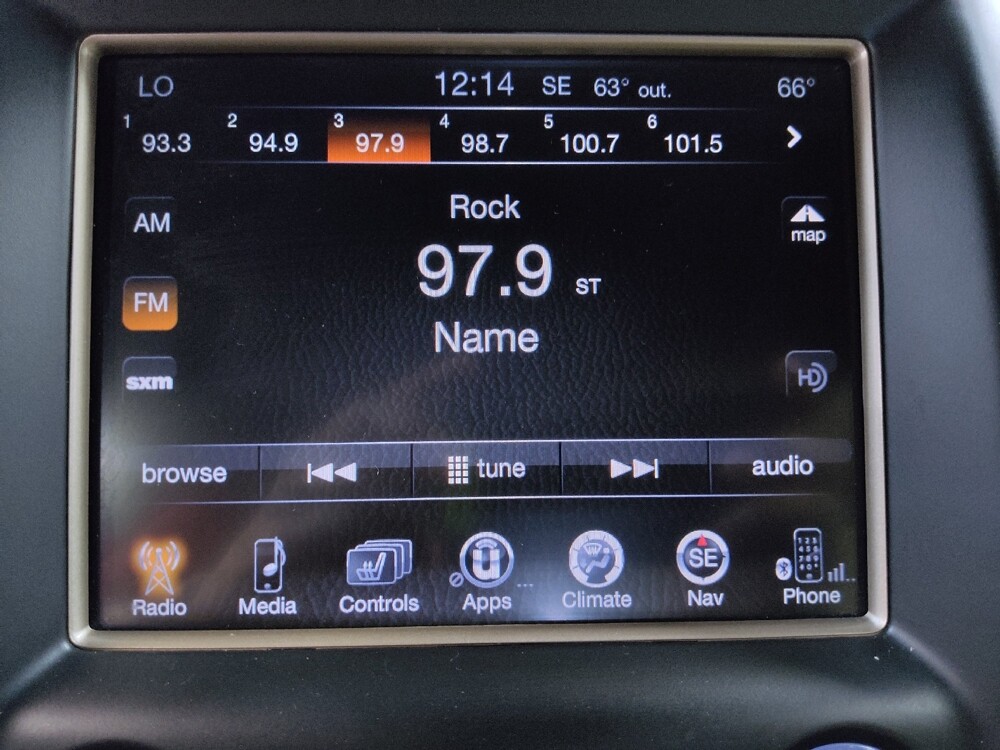 LO 12:14 SE 63° out. 66°
1 93.3 2 94.9 3 97.9 4 98.7 5 100.7 6 101.5
AM Rock map
97.9 ST
FM Name
sxm HD
browse tune audio
SE
Radio Media Controls Apps ... Climate Nav Phone